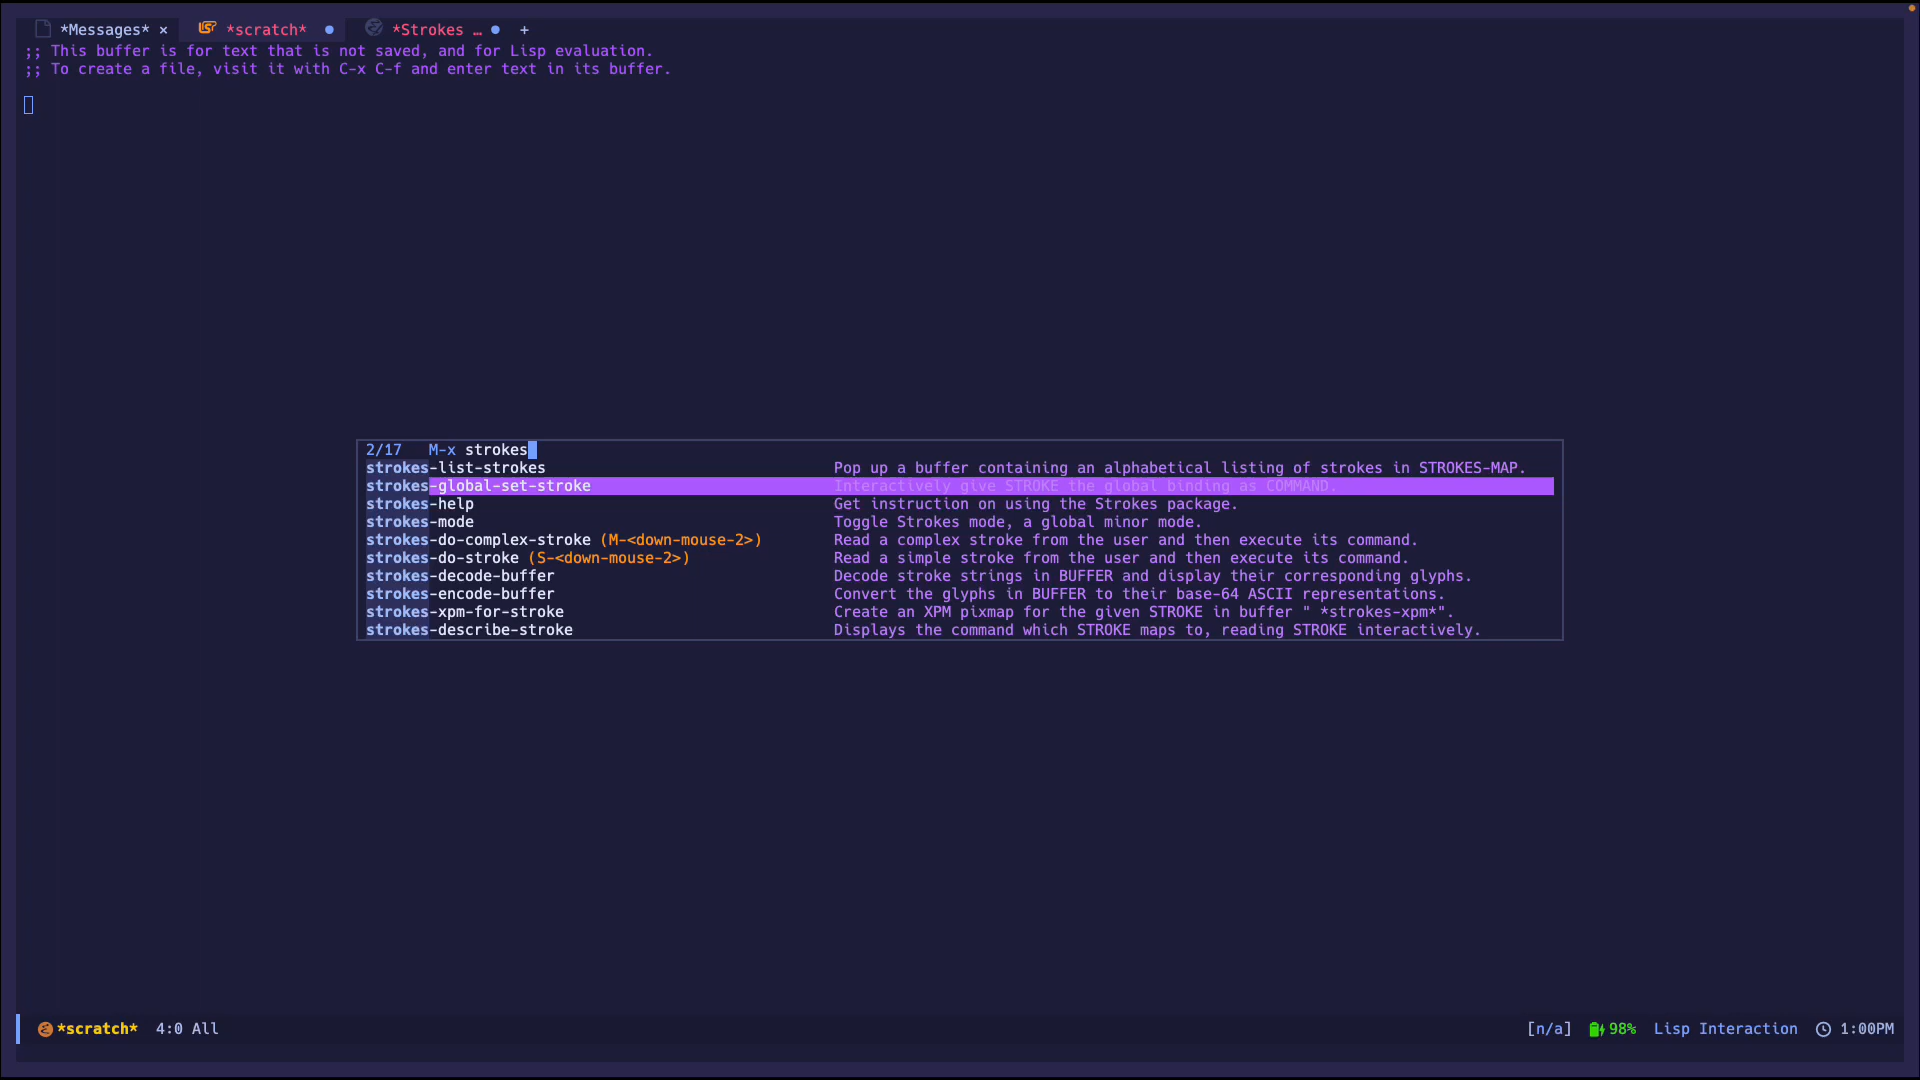 *Messages* × *scratch* ● *Strokes … ● +
;; This buffer is for text that is not saved, and for Lisp evaluation.
;; To create a file, visit it with C-x C-f and enter text in its buffer.
2/17 M-x strokes
strokes-list-strokes Pop up a buffer containing an alphabetical listing of strokes in STROKES-MAP.
strokes-global-set-stroke Interactively give STROKE the global binding as COMMAND.
strokes-help Get instruction on using the Strokes package.
strokes-mode Toggle Strokes mode, a global minor mode.
strokes-do-complex-stroke (M-<down-mouse-2>) Read a complex stroke from the user and then execute its command.
strokes-do-stroke (S-<down-mouse-2>) Read a simple stroke from the user and then execute its command.
strokes-decode-buffer Decode stroke strings in BUFFER and display their corresponding glyphs.
strokes-encode-buffer Convert the glyphs in BUFFER to their base-64 ASCII representations.
strokes-xpm-for-stroke Create an XPM pixmap for the given STROKE in buffer " *strokes-xpm*".
strokes-describe-stroke Displays the command which STROKE maps to, reading STROKE interactively.
*scratch* 4:0 All [n/a] 98% Lisp Interaction 1:00PM